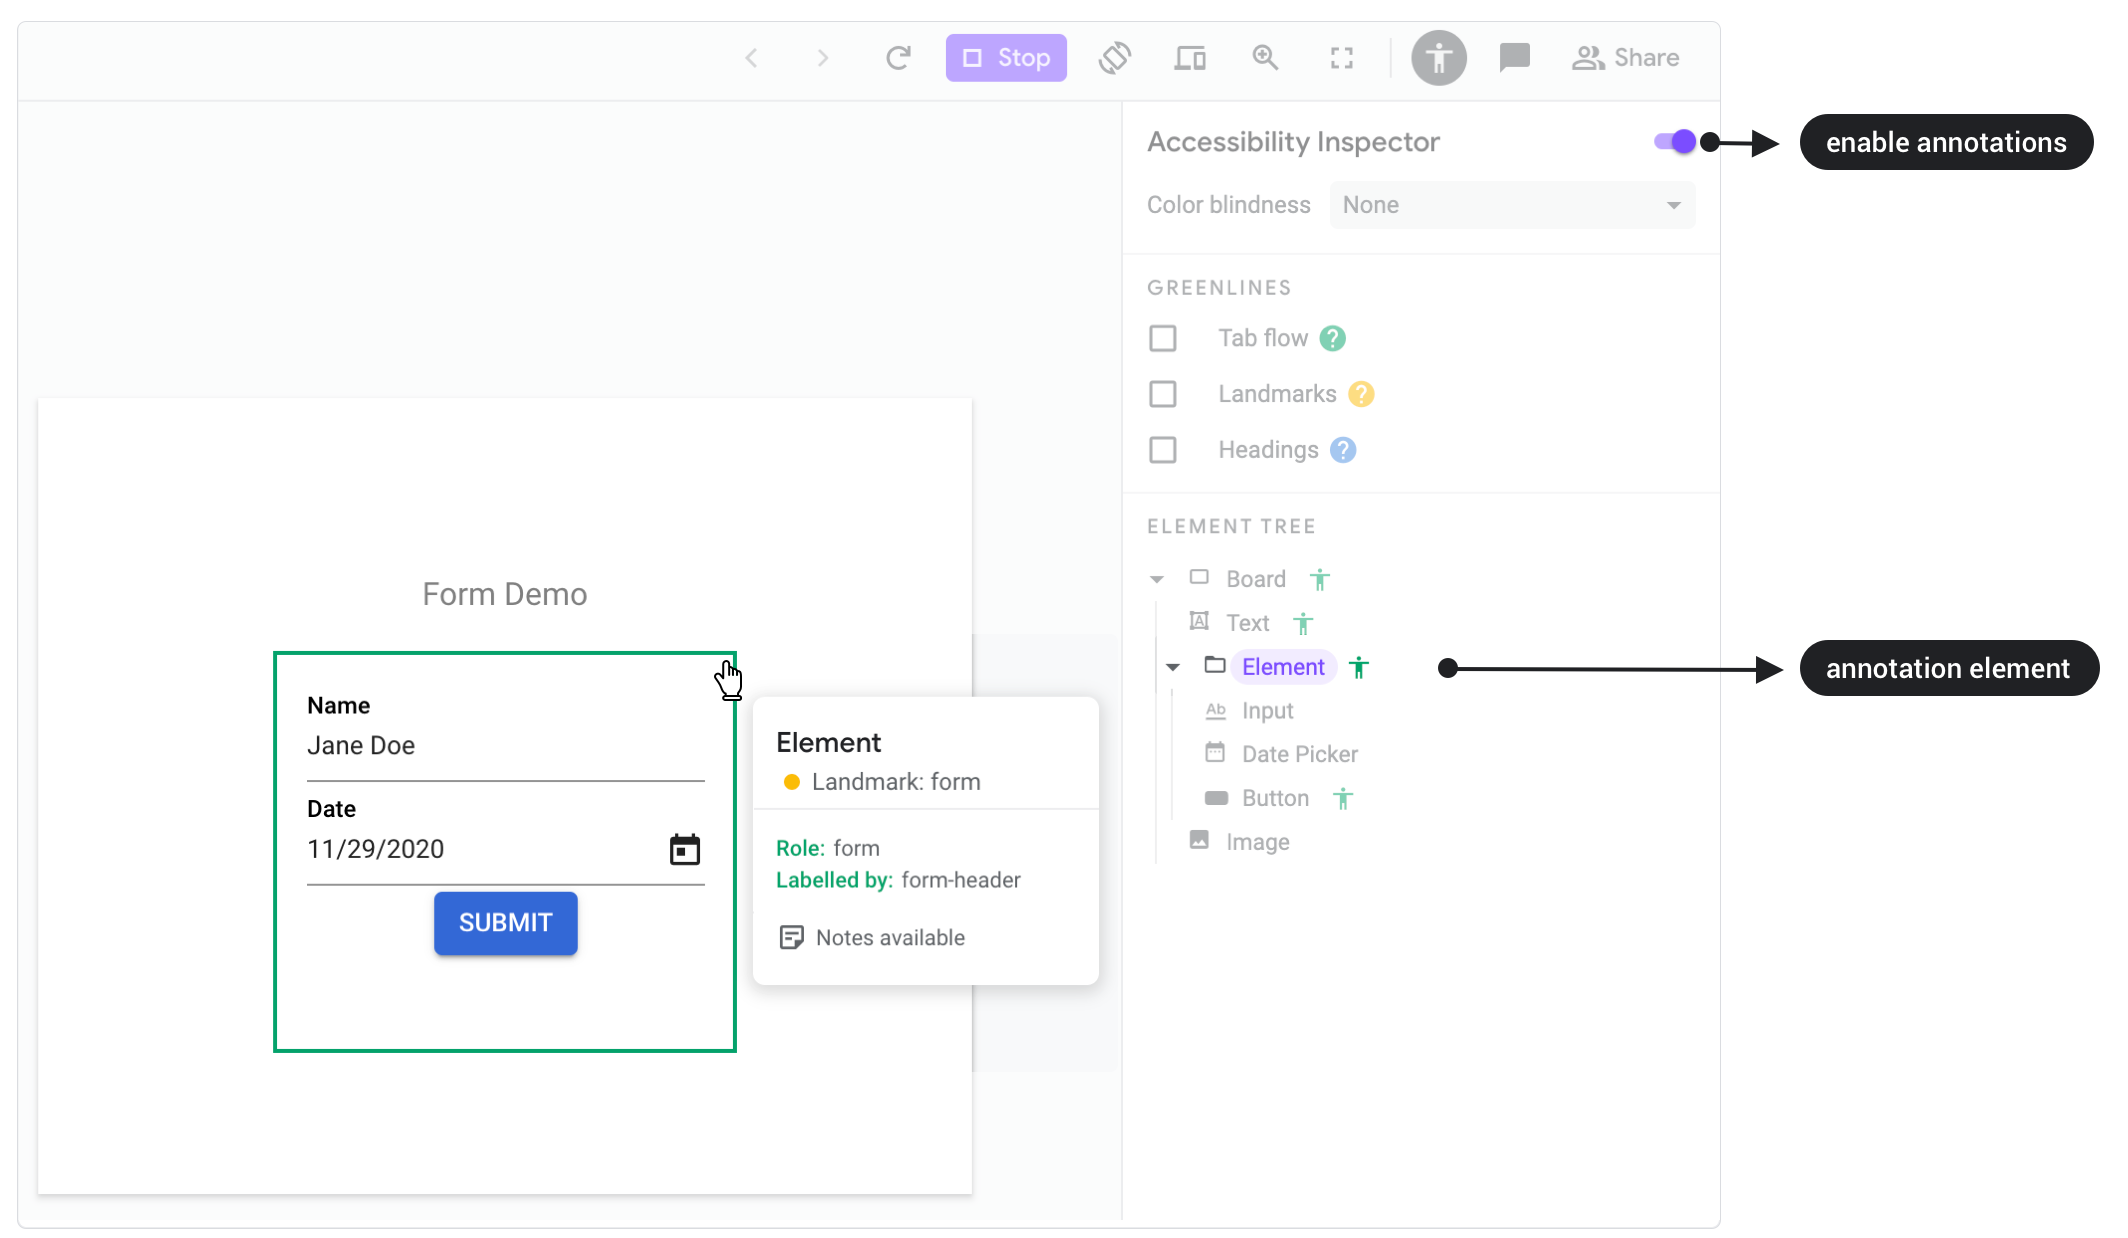 Stop
Share
Accessibility Inspector
enable annotations
Color blindness
None
GREENLINES
Tab flow ?
Landmarks ?
Headings ?
ELEMENT TREE
Board
A Text
Element
annotation element
Ab Input
Date Picker
Button
Image
Form Demo
Name
Jane Doe
Date
11/29/2020
SUBMIT
Element
Landmark: form
Role: form
Labelled by: form-header
Notes available